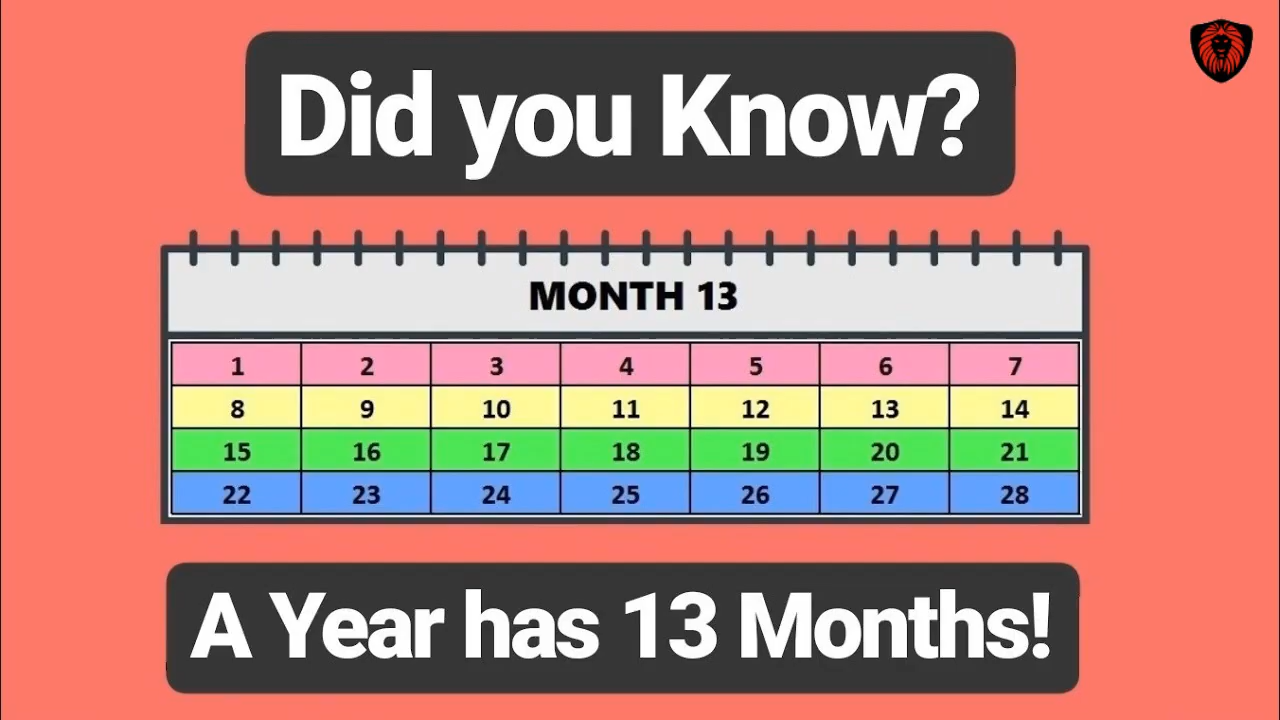 Did you Know?
MONTH 13
1 2 3 4 5 6 7
8 9 10 11 12 13 14
15 16 17 18 19 20 21
22 23 24 25 26 27 28
A Year has 13 Months!